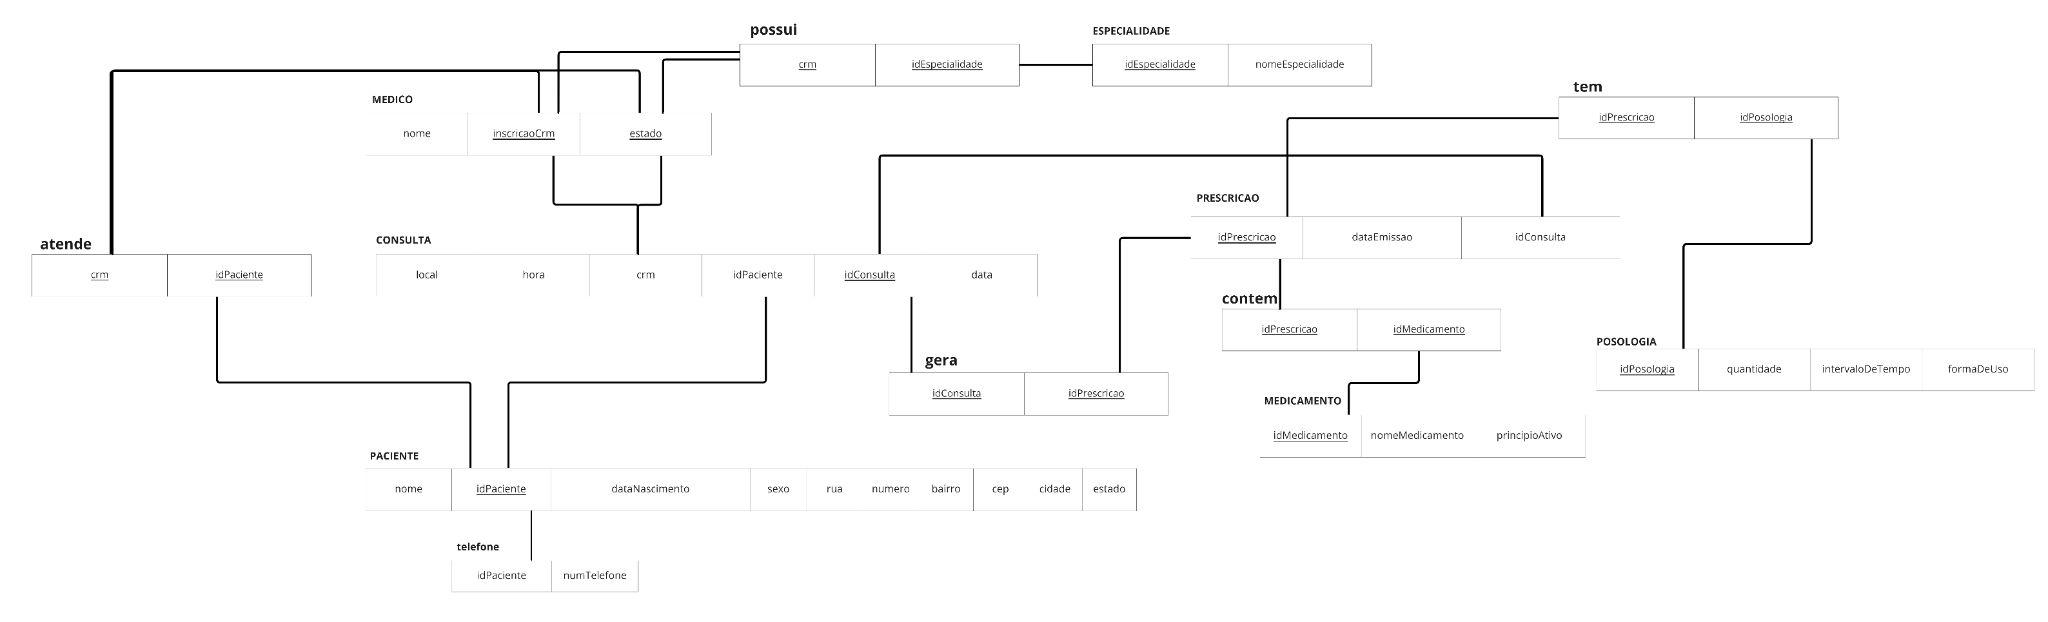 possui
crm idEspecialidade
ESPECIALIDADE
idEspecialidade nomeEspecialidade
tem
idPrescricao idPosologia
MEDICO
nome inscricaoCrm estado
PRESCRICAO
idPrescricao dataEmissao idConsulta
atende
crm idPaciente
CONSULTA
local hora crm idPaciente idConsulta data
contem
idPrescricao idMedicamento
POSOLOGIA
idPosologia quantidade intervaloDeTempo formaDeUso
gera
idConsulta idPrescricao
MEDICAMENTO
idMedicamento nomeMedicamento principioAtivo
PACIENTE
nome idPaciente dataNascimento sexo rua numero bairro cep cidade estado
telefone
idPaciente numTelefone